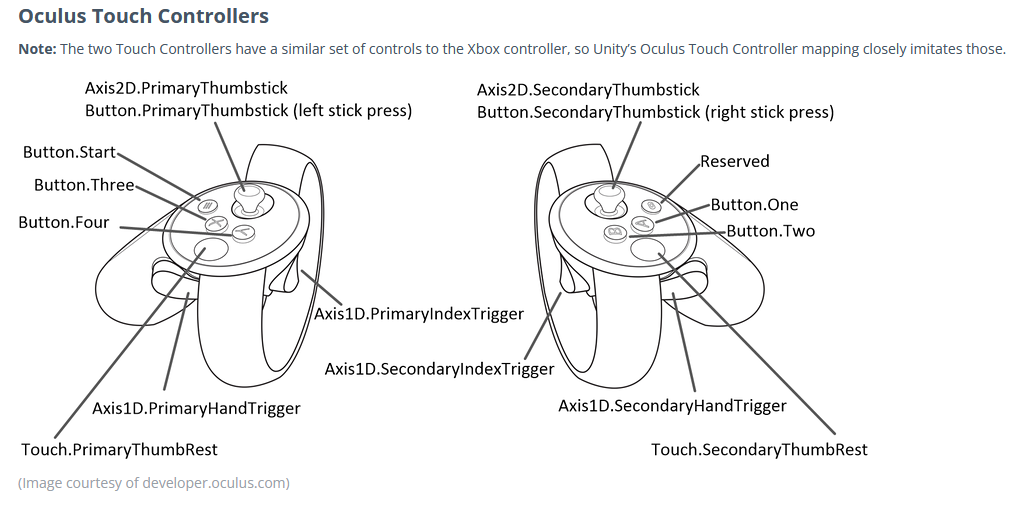 Oculus Touch Controllers
Note: The two Touch Controllers have a similar set of controls to the Xbox controller, so Unity's Oculus Touch Controller mapping closely imitates those.
Axis2D.PrimaryThumbstick
Button.PrimaryThumbstick (left stick press)
Axis2D.SecondaryThumbstick
Button.SecondaryThumbstick (right stick press)
Button.Start
Button.Three
Button.Four
X
Y
Reserved
Button.One
Button.Two
A
B
Axis1D.PrimaryIndexTrigger
Axis1D.SecondaryIndexTrigger
Axis1D.PrimaryHandTrigger
Axis1D.SecondaryHandTrigger
Touch.PrimaryThumbRest
Touch.SecondaryThumbRest
(Image courtesy of developer.oculus.com)